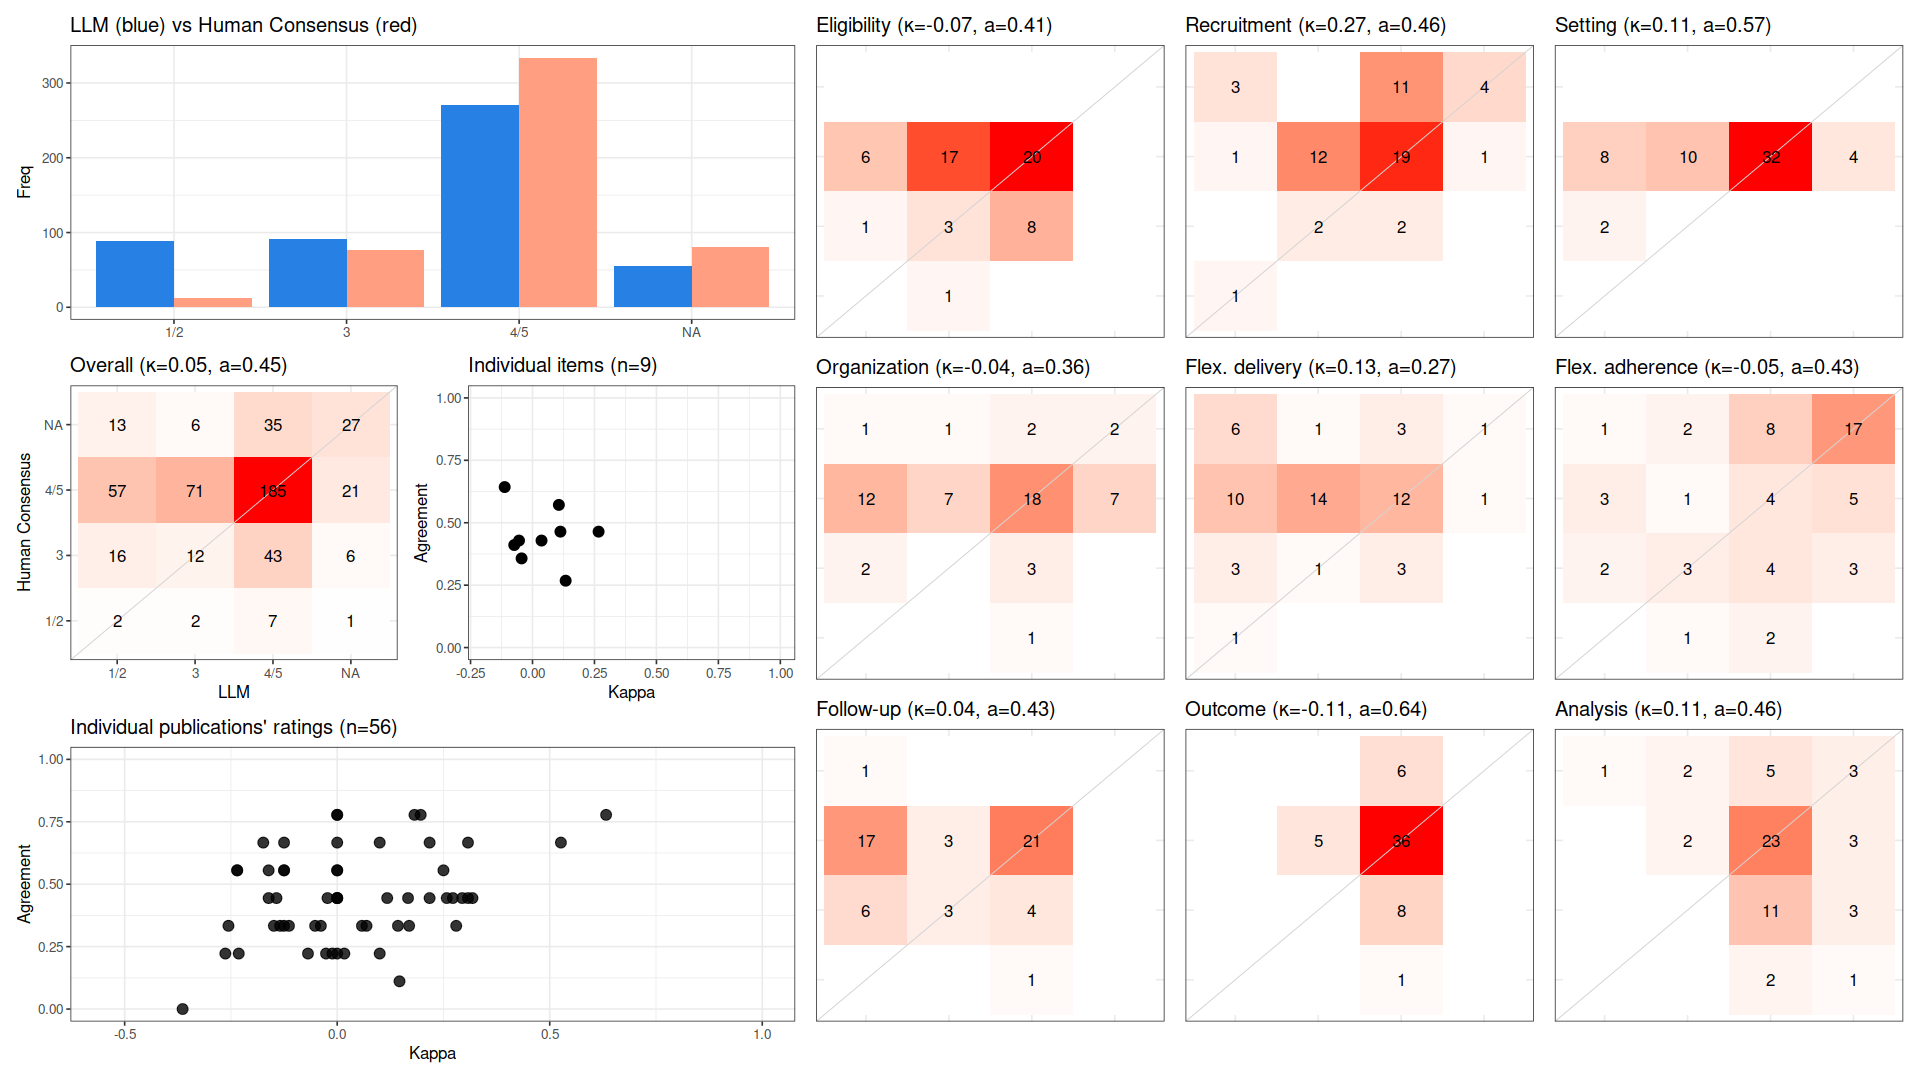 LLM (blue) vs Human Consensus (red)
Freq
300
200
100
0
1/2 3 4/5 NA
Overall (κ=0.05, a=0.45)
Human Consensus
NA 13 6 35 27
4/5 57 71 185 21
3 16 12 43 6
1/2 2 2 7 1
1/2 3 4/5 NA
LLM
Individual items (n=9)
Agreement
1.00
0.75
0.50
0.25
0.00
-0.25 0.00 0.25 0.50 0.75 1.00
Kappa
Individual publications' ratings (n=56)
Agreement
1.00
0.75
0.50
0.25
0.00
-0.5 0.0 0.5 1.0
Kappa
Eligibility (κ=-0.07, a=0.41)
6 17 20
1 3 8
1
Recruitment (κ=0.27, a=0.46)
3 11 4
1 12 19 1
2 2
1
Setting (κ=0.11, a=0.57)
8 10 32 4
2
Organization (κ=-0.04, a=0.36)
1 1 2 2
12 7 18 7
2 3
1
Flex. delivery (κ=0.13, a=0.27)
6 1 3 1
10 14 12 1
3 1 3
1
Flex. adherence (κ=-0.05, a=0.43)
1 2 8 17
3 1 4 5
2 3 4 3
1 2
Follow-up (κ=0.04, a=0.43)
1
17 3 21
6 3 4
1
Outcome (κ=-0.11, a=0.64)
6
5 36
8
1
Analysis (κ=0.11, a=0.46)
1 2 5 3
2 23 3
11 3
2 1